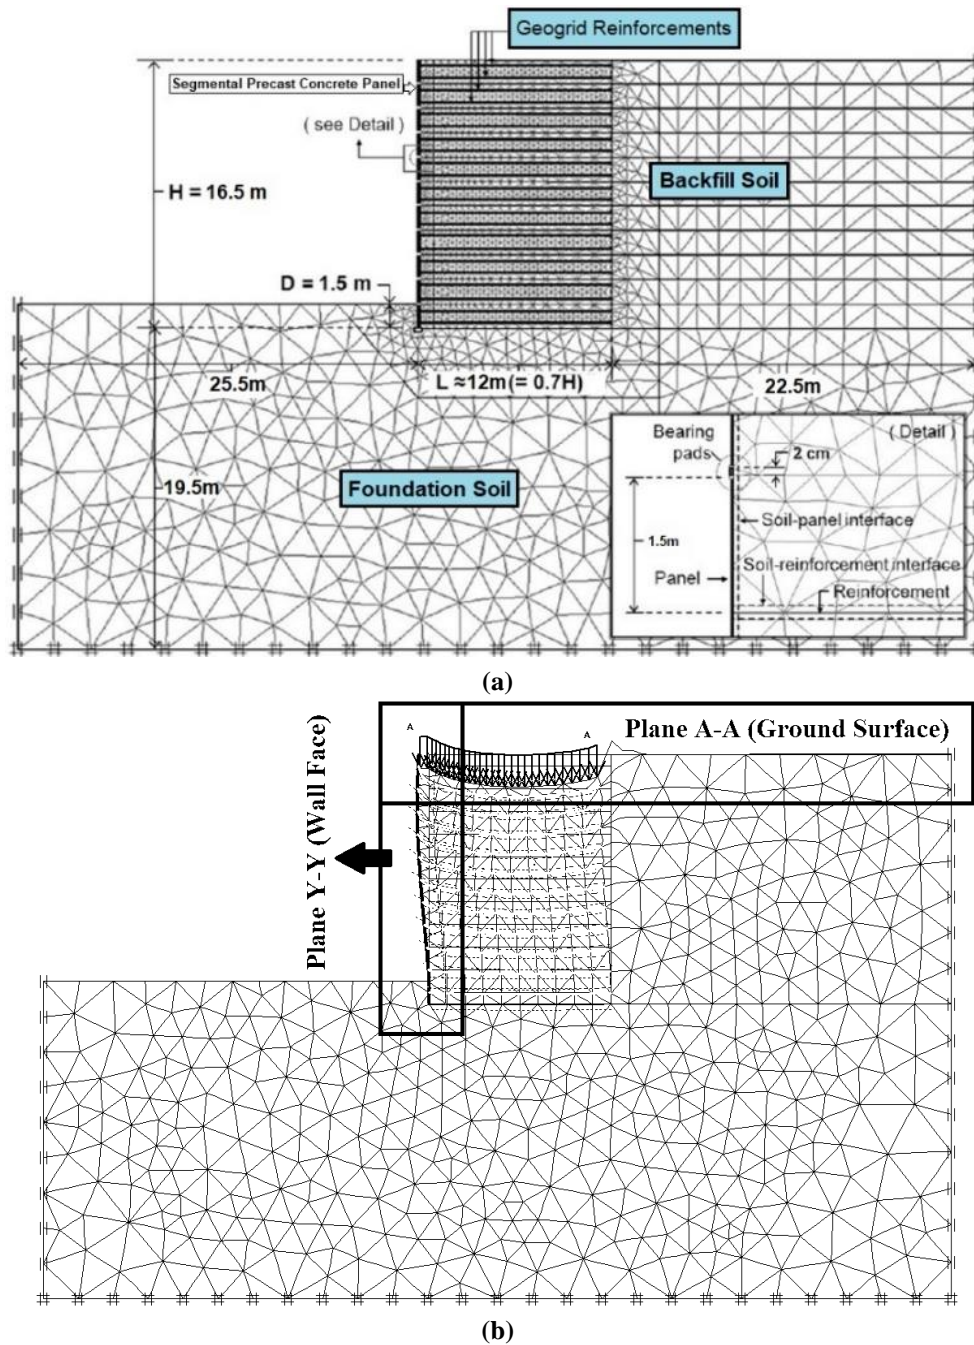 Geogrid Reinforcements
Segmental Precast Concrete Panel
( see Detail )
Backfill Soil
H = 16.5 m
D = 1.5 m
25.5m
L ≈12m(= 0.7H)
22.5m
Bearing
pads
( Detail )
2 cm
19.5m
Foundation Soil
Soil-panel interface
1.5m
Soil-reinforcement interface
Panel
Reinforcement
(a)
Plane Y-Y (Wall Face)
A
A
Plane A-A (Ground Surface)
(b)